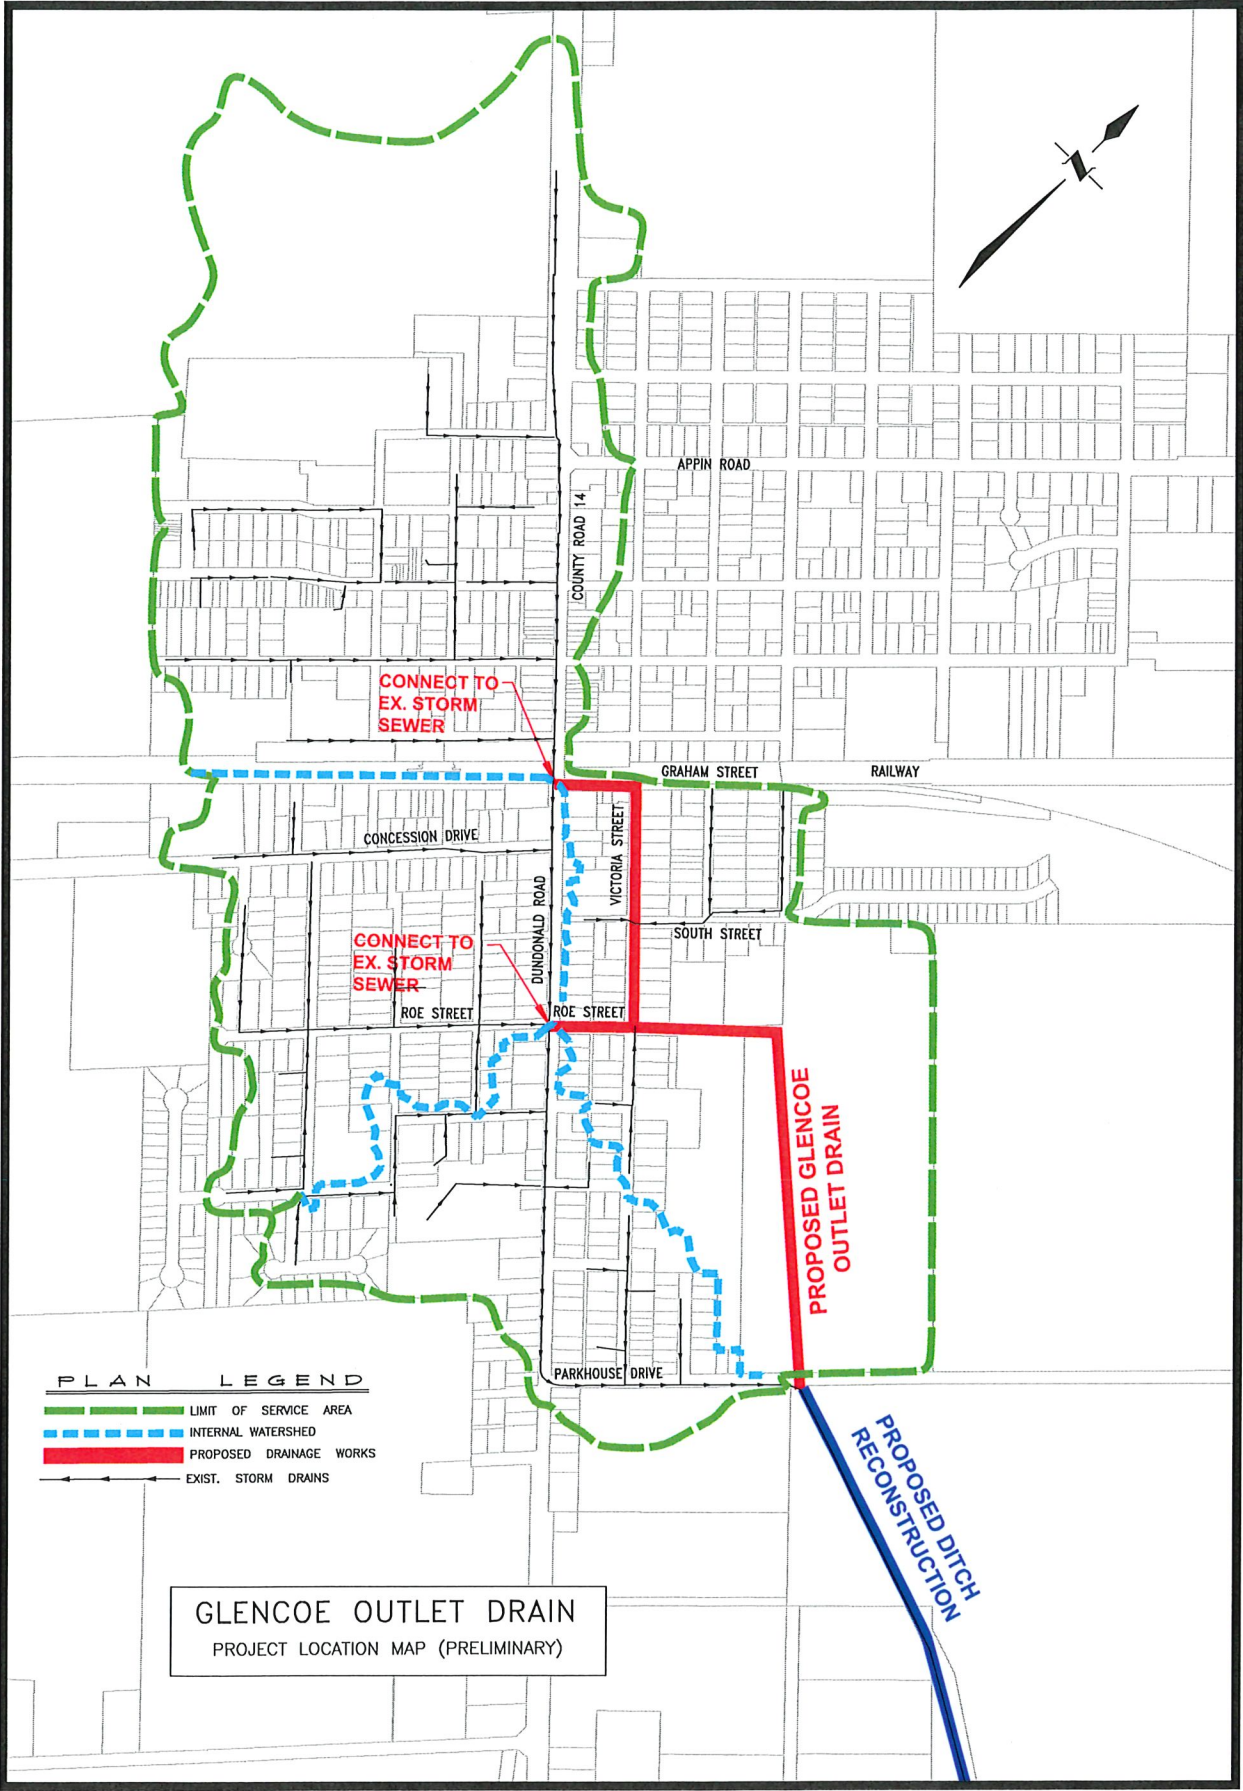 APPIN ROAD
COUNTY ROAD 14
CONNECT TO
EX. STORM
SEWER
GRAHAM STREET
RAILWAY
CONCESSION DRIVE
VICTORIA STREET
DUNDONALD ROAD
SOUTH STREET
CONNECT TO
EX. STORM
SEWER
ROE STREET
ROE STREET
PROPOSED GLENCOE
OUTLET DRAIN
PARKHOUSE DRIVE
PLAN LEGEND
LIMIT OF SERVICE AREA
INTERNAL WATERSHED
PROPOSED DRAINAGE WORKS
EXIST. STORM DRAINS
PROPOSED DITCH
RECONSTRUCTION
GLENCOE OUTLET DRAIN
PROJECT LOCATION MAP (PRELIMINARY)